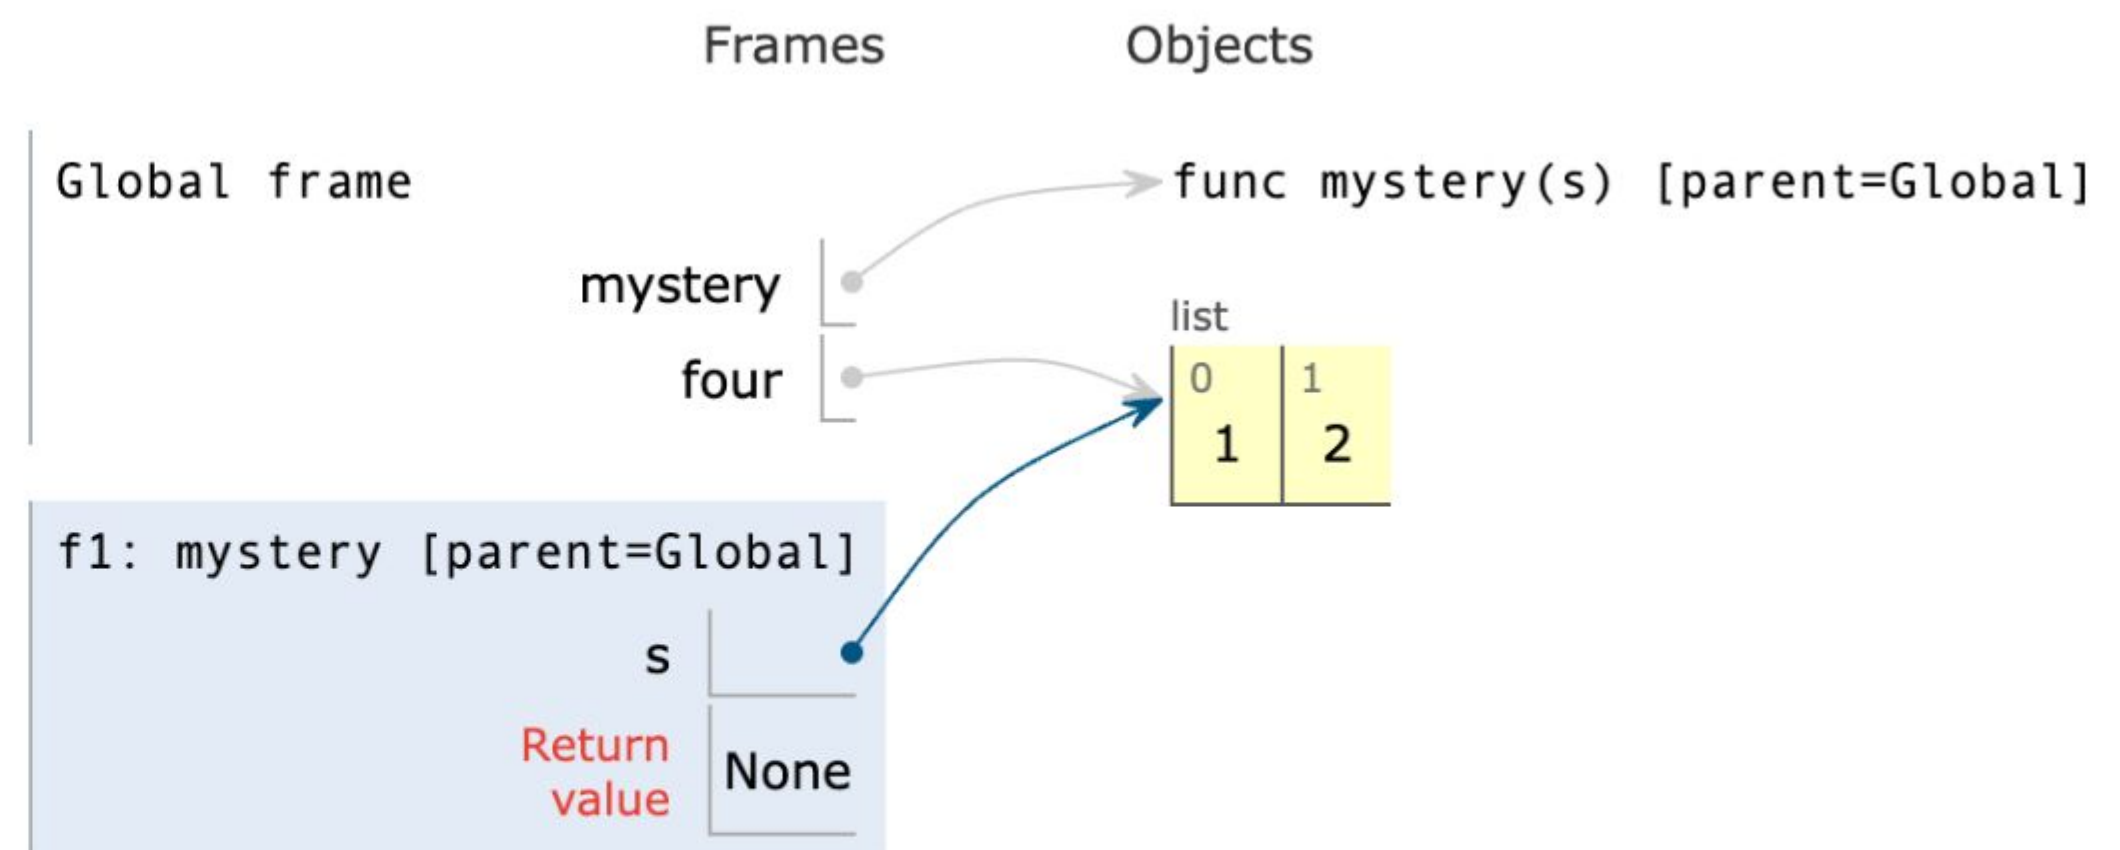 Frames Objects
Global frame
func mystery(s) [parent=Global]
mystery
four
list
0 1
1 2
f1: mystery [parent=Global]
s
Return
value
None